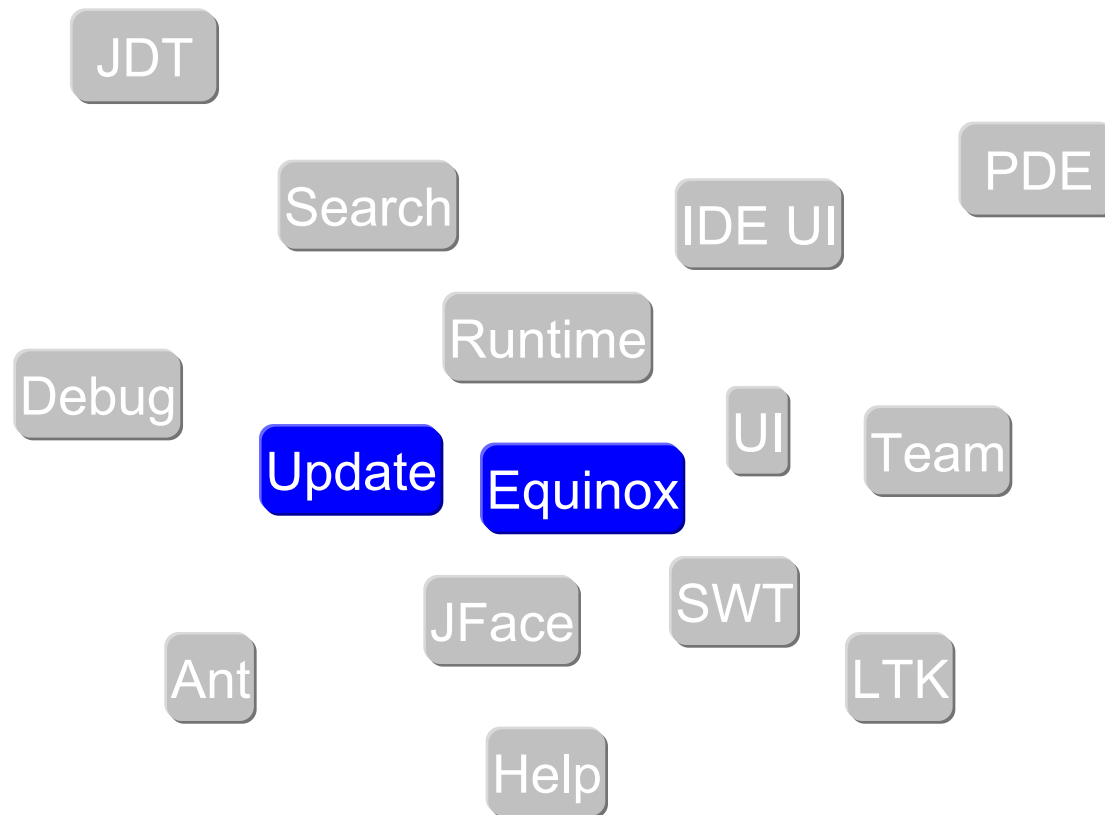 JDT
PDE
Search
IDE UI
Runtime
Debug
UI
Team
Update
Equinox
JFace
SWT
Ant
LTK
Help